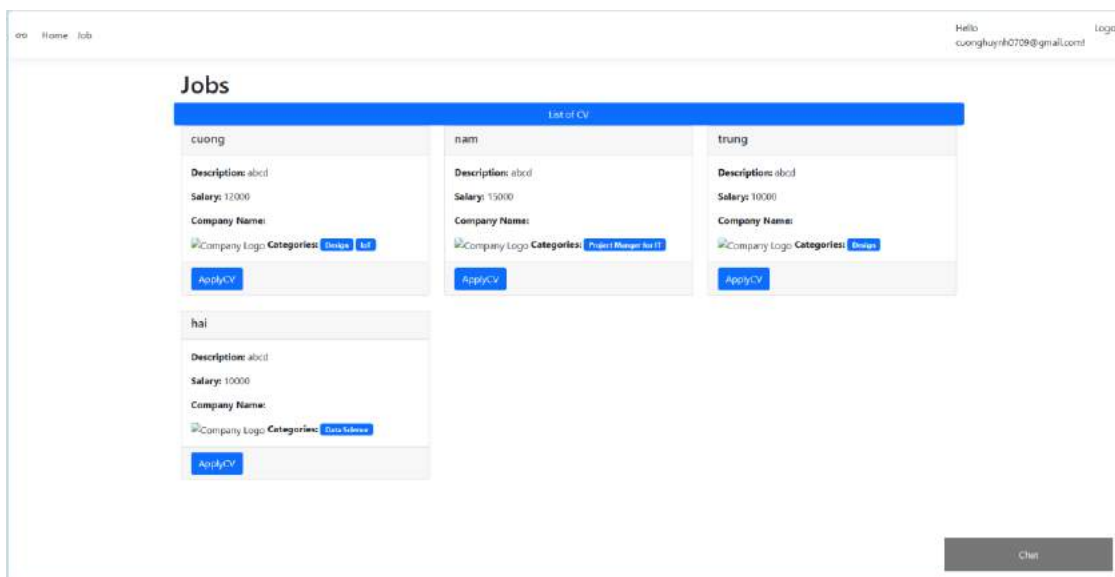 Home Job
Hello
cuonghuynh0709@gmail.com!
Logo
Jobs
List of CV
cuong
Description: abcd
Salary: 12000
Company Name:
Company Logo Categories: Design IoT
ApplyCV
nam
Description: abcd
Salary: 15000
Company Name:
Company Logo Categories: Project Manger for IT
ApplyCV
trung
Description: abcd
Salary: 10000
Company Name:
Company Logo Categories: Design
ApplyCV
hai
Description: abcd
Salary: 10000
Company Name:
Company Logo Categories: Data Science
ApplyCV
Chat